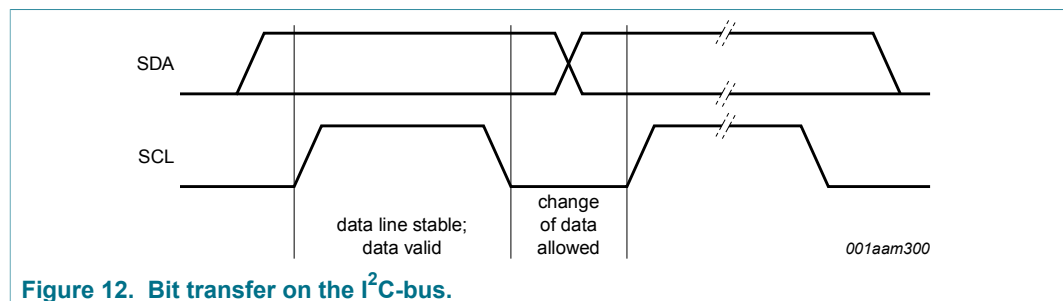 SDA
SCL
data line stable;
data valid
change
of data
allowed
001aam300
Figure 12. Bit transfer on the I²C-bus.